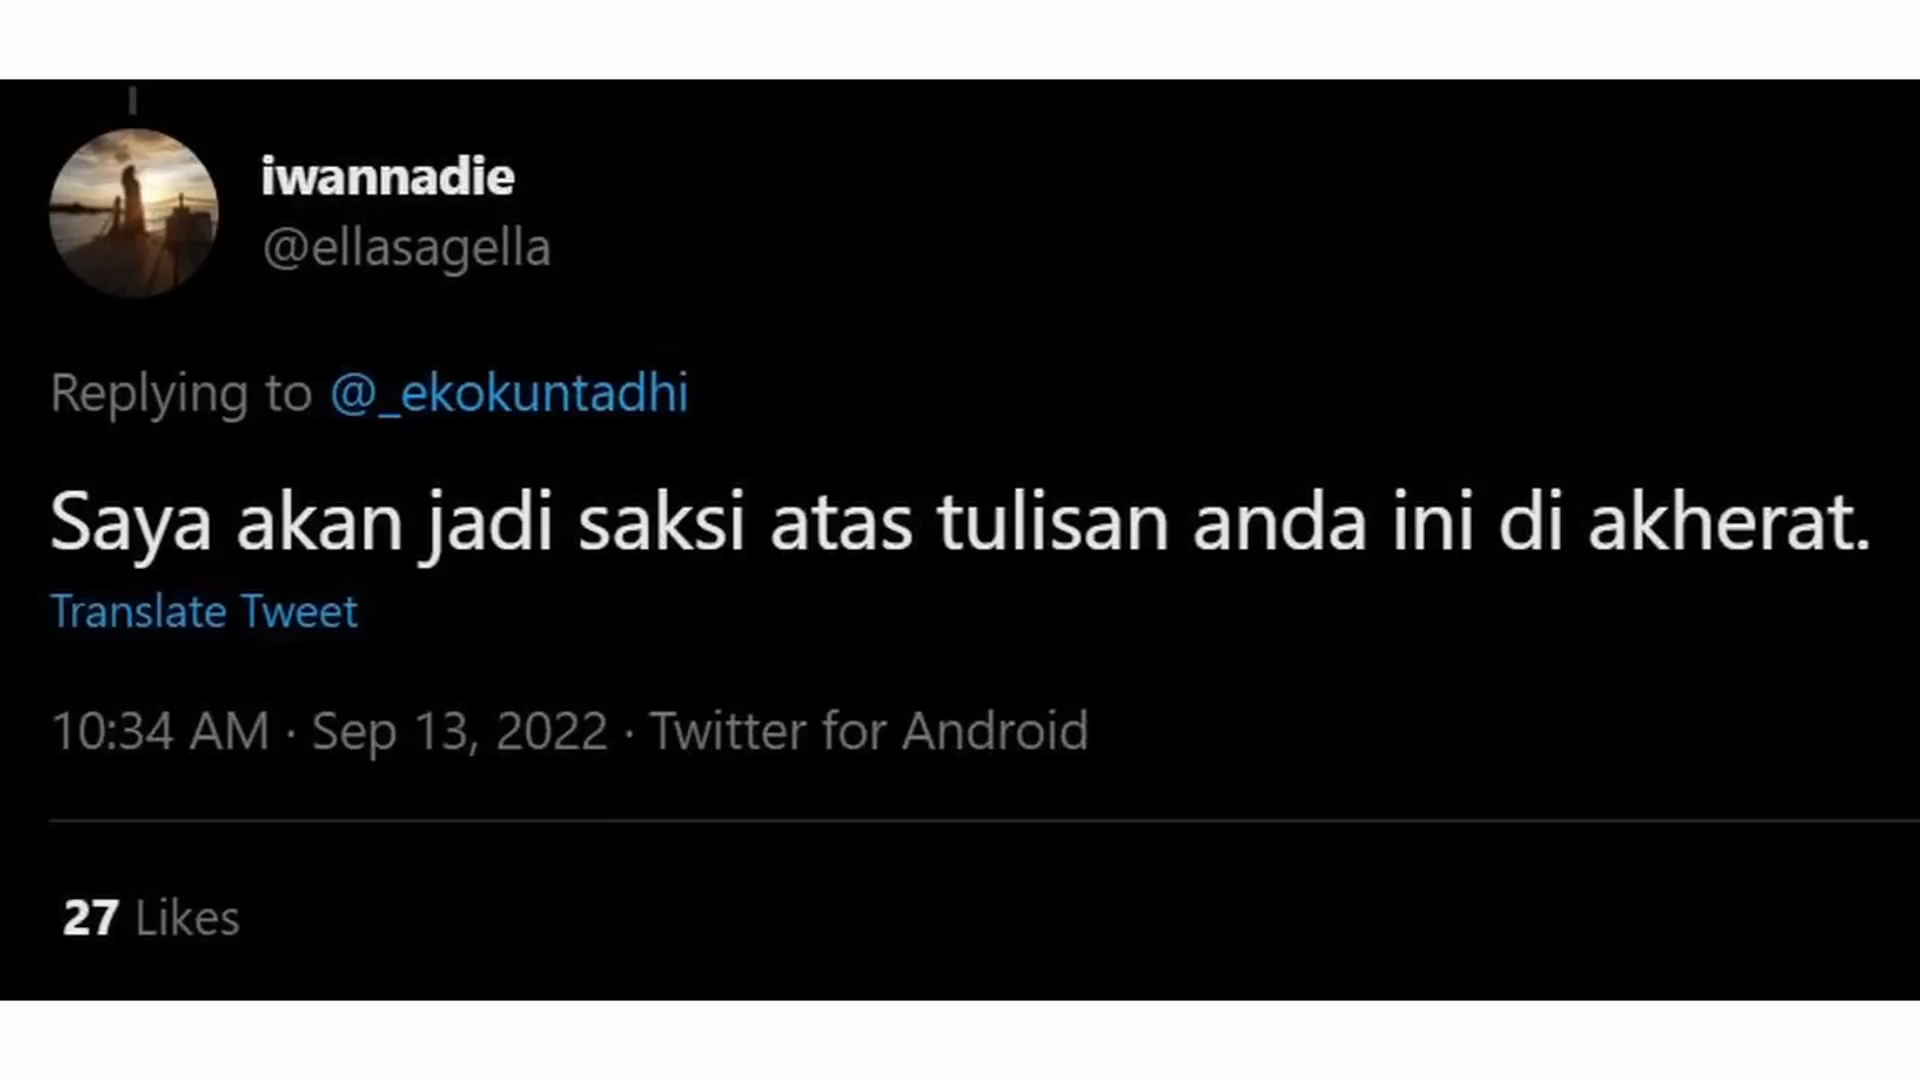 iwannadie
@ellasagella
Replying to @_ekokuntadhi
Saya akan jadi saksi atas tulisan anda ini di akherat.
Translate Tweet
10:34 AM · Sep 13, 2022 · Twitter for Android
27 Likes